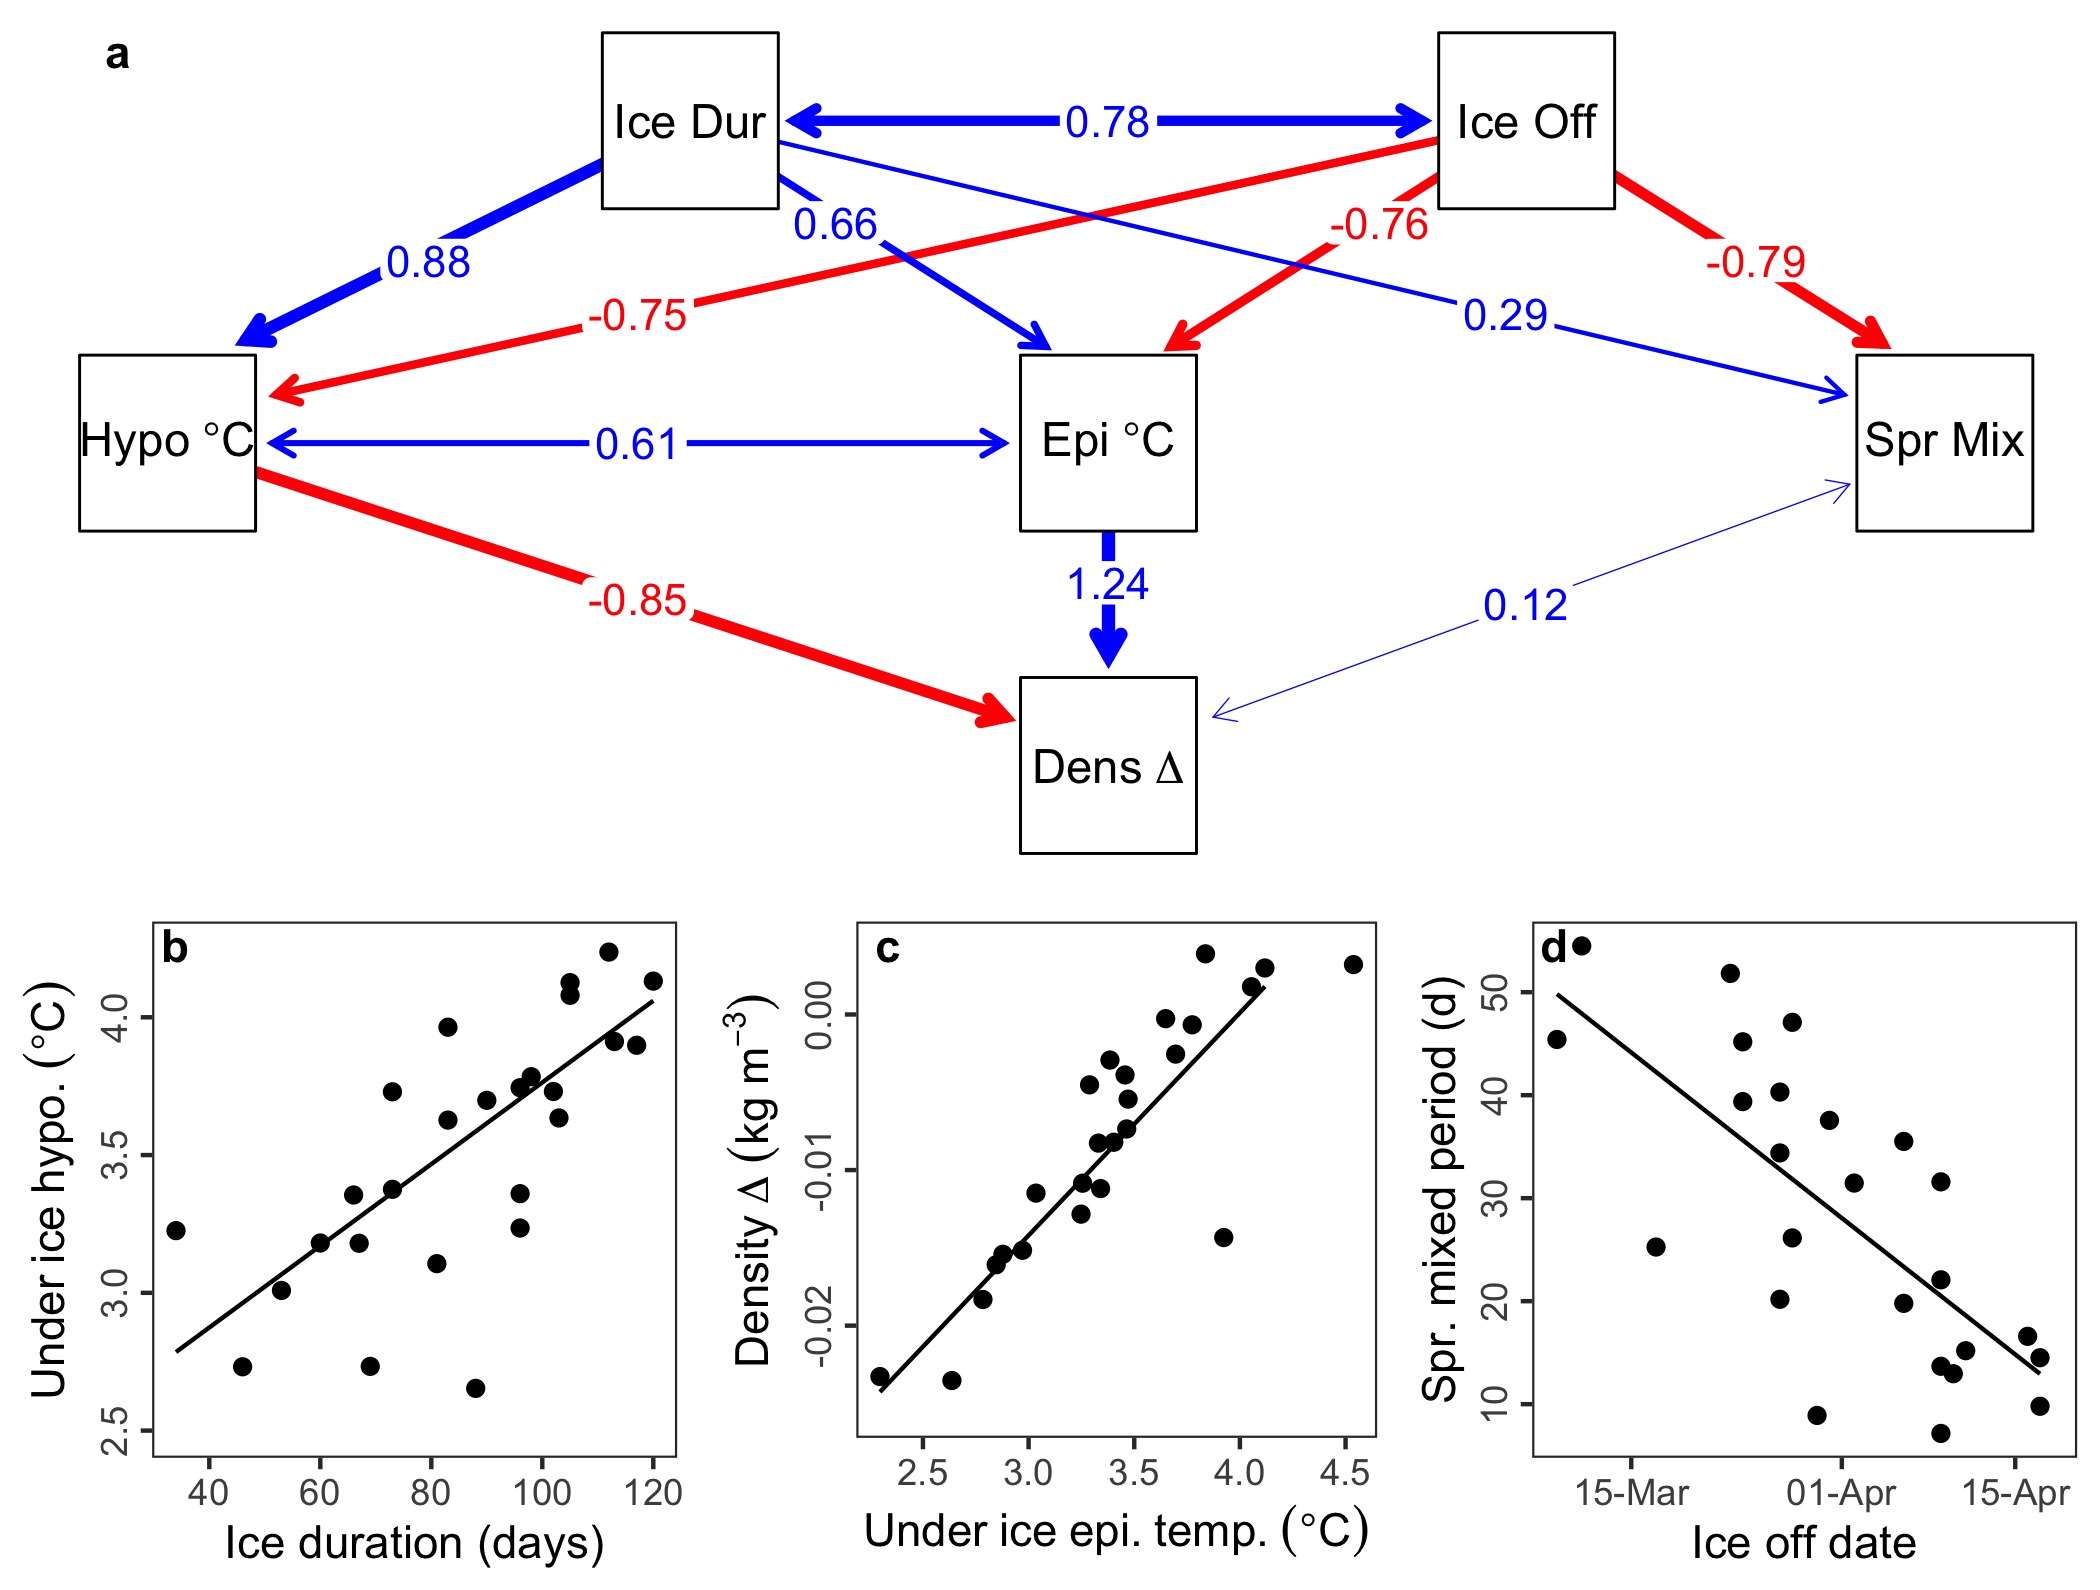 a
Ice Dur
0.78
Ice Off
0.88
0.66
-0.76
-0.79
-0.75
0.29
Hypo °C
0.61
Epi °C
Spr Mix
-0.85
1.24
0.12
Dens Δ
b
Under ice hypo. (°C)
4.0
3.5
3.0
2.5
40 60 80 100 120
Ice duration (days)
c
Density Δ (kg m⁻³)
0.00
-0.01
-0.02
2.5 3.0 3.5 4.0 4.5
Under ice epi. temp. (°C)
d
Spr. mixed period (d)
50
40
30
20
10
15-Mar 01-Apr 15-Apr
Ice off date